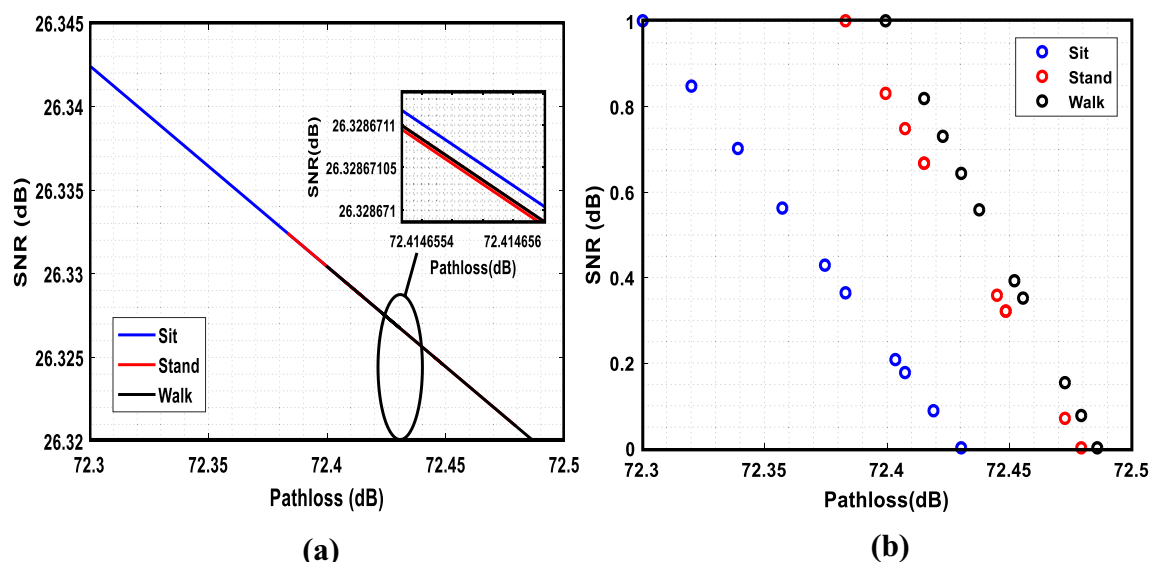 26.345
26.34
26.335
26.33
26.325
26.32
SNR (dB)
72.3
72.35
72.4
72.45
72.5
Pathloss (dB)
Sit
Stand
Walk
SNR(dB)
26.3286711
26.32867105
26.328671
72.4146554
72.414656
Pathloss(dB)
(a)
1
0.8
0.6
0.4
0.2
0
SNR (dB)
72.3
72.35
72.4
72.45
72.5
Pathloss(dB)
Sit
Stand
Walk
(b)